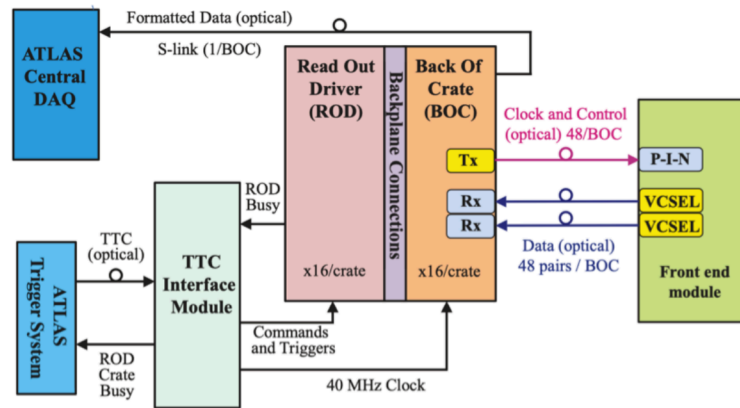 Formatted Data (optical)
S-link (1/BOC)
ATLAS
Central
DAQ
Read Out
Driver
(ROD)
Backplane Connections
Back Of
Crate
(BOC)
Clock and Control
(optical) 48/BOC
Tx
P-I-N
Rx
VCSEL
Rx
VCSEL
Data (optical)
48 pairs / BOC
Front end
module
ROD
Busy
TTC
(optical)
TTC
Interface
Module
x16/crate
x16/crate
ATLAS
Trigger System
ROD
Crate
Busy
Commands
and Triggers
40 MHz Clock